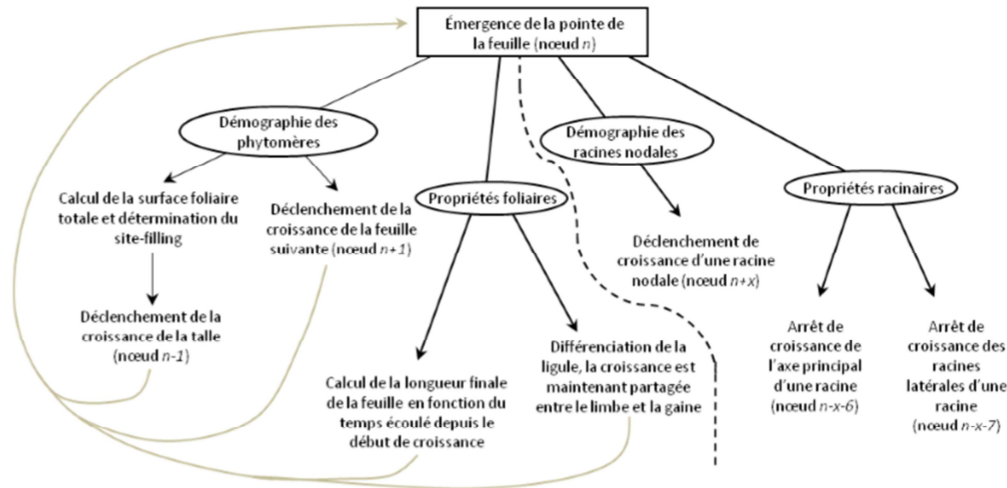 Émergence de la pointe de
la feuille (nœud n)
Démographie des
phytomères
Démographie des
racines nodales
Propriétés foliaires
Propriétés racinaires
Calcul de la surface foliaire
totale et détermination du
site-filling
Déclenchement de la
croissance de la feuille
suivante (nœud n+1)
Déclenchement de
croissance d'une racine
nodale (nœud n+x)
Déclenchement de la
croissance de la talle
(nœud n-1)
Calcul de la longueur finale
de la feuille en fonction du
temps écoulé depuis le
début de croissance
Différenciation de la
ligule, la croissance est
maintenant partagée
entre le limbe et la gaine
Arrêt de
croissance de
l'axe principal
d'une racine
(nœud n-x-6)
Arrêt de
croissance des
racines
latérales d'une
racine
(nœud n-x-7)